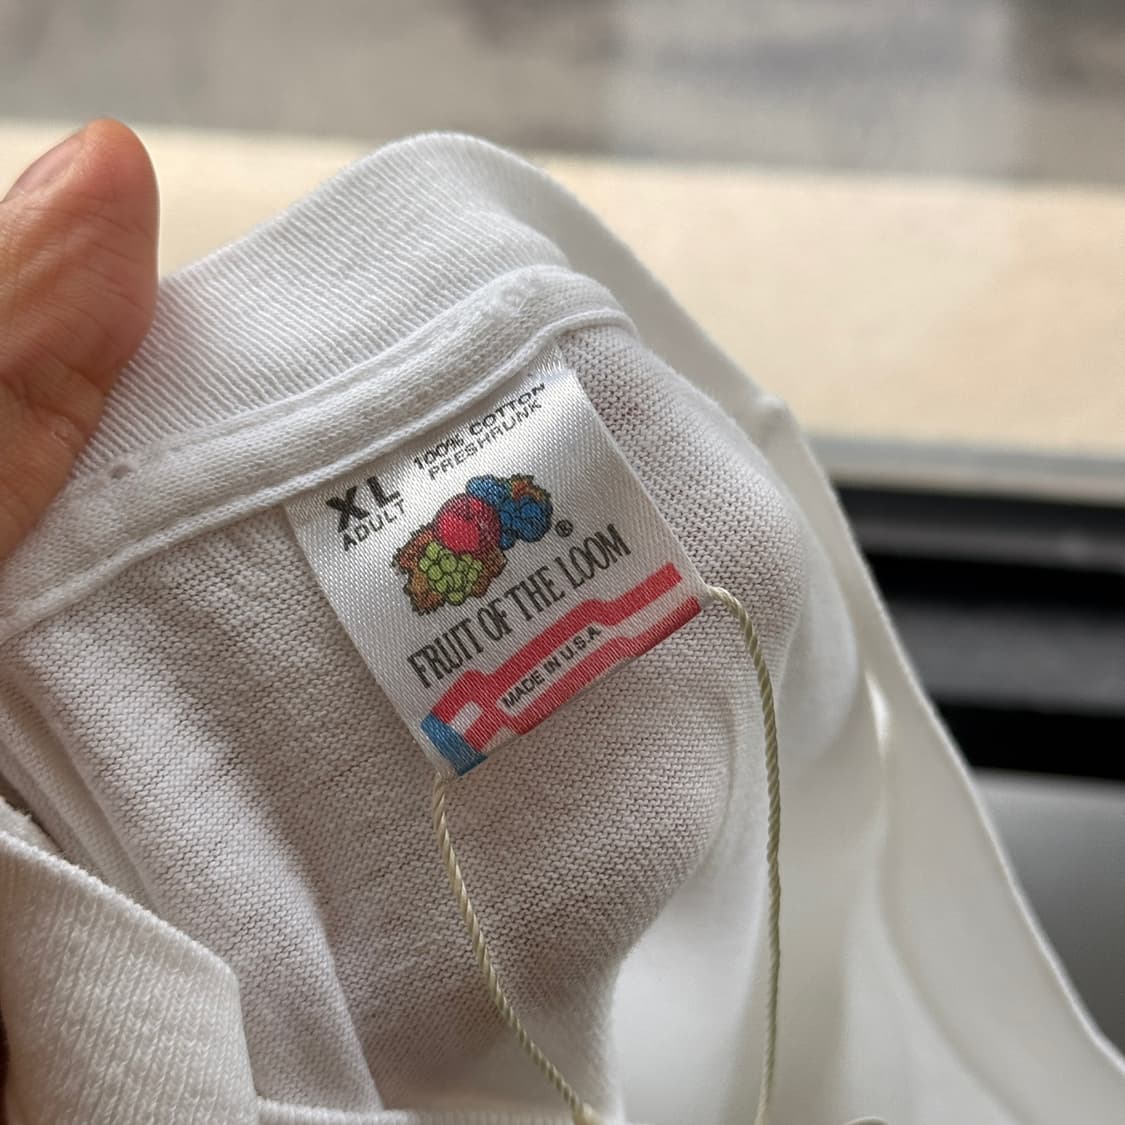 100% COTTON
PRESHRUNK
XL
ADULT
®
FRUIT OF THE LOOM
MADE IN U.S.A.